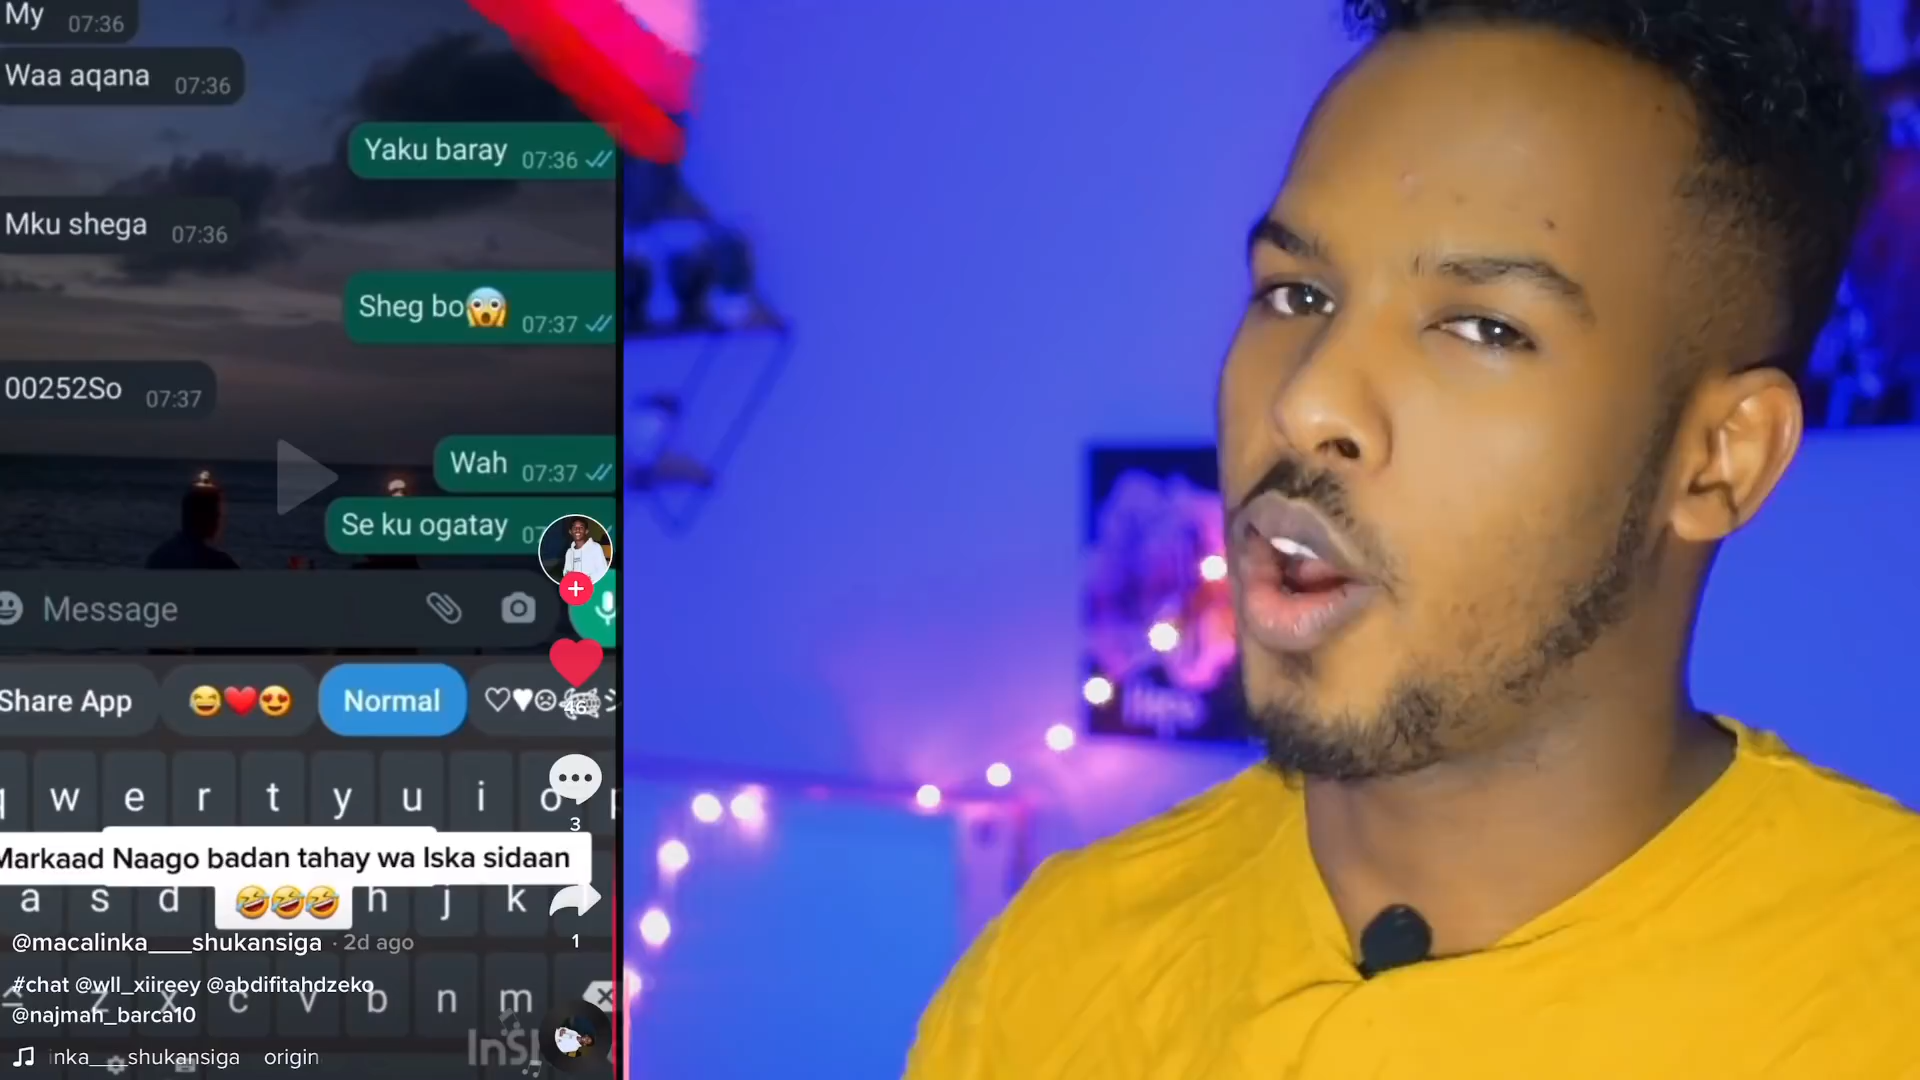 My 07:36
Waa aqana 07:36
Yaku baray 07:36
Mku shega 07:36
Sheg bo😱 07:37
00252So 07:37
Wah 07:37
Se ku ogatay
Message
Share App 😂❤️😍 Normal
46
w e r t y u i o
3
Markaad Naago badan tahay wa Iska sidaan
🤣🤣🤣
a s d h j k
@macalinka___shukansiga · 2d ago
1
#chat @wll_xiireey @abdifitahdzeko
@najmah_barca10
z x c v b n m
inka___shukansiga origin
InS